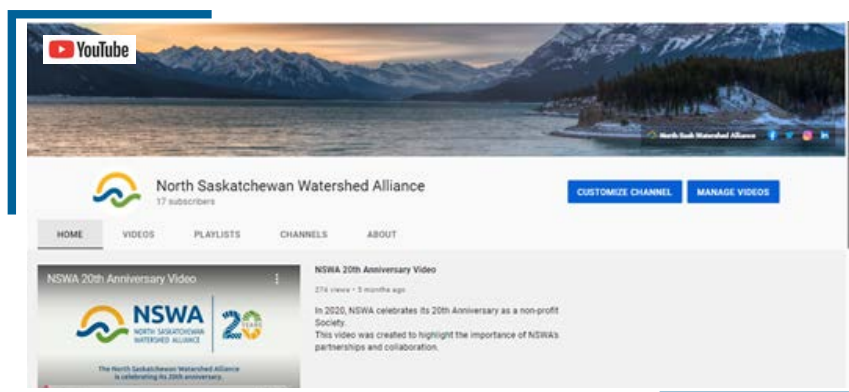 YouTube
North Sask Watershed Alliance
North Saskatchewan Watershed Alliance
17 subscribers
CUSTOMIZE CHANNEL MANAGE VIDEOS
HOME VIDEOS PLAYLISTS CHANNELS ABOUT
NSWA 20th Anniversary Video
NSWA
NORTH SASKATCHEWAN
WATERSHED ALLIANCE
20
YEARS
The North Saskatchewan Watershed Alliance
is celebrating its 20th anniversary.
NSWA 20th Anniversary Video
274 views • 3 months ago
In 2020, NSWA celebrates its 20th Anniversary as a non-profit
Society.
This video was created to highlight the importance of NSWA's
partnerships and collaboration.